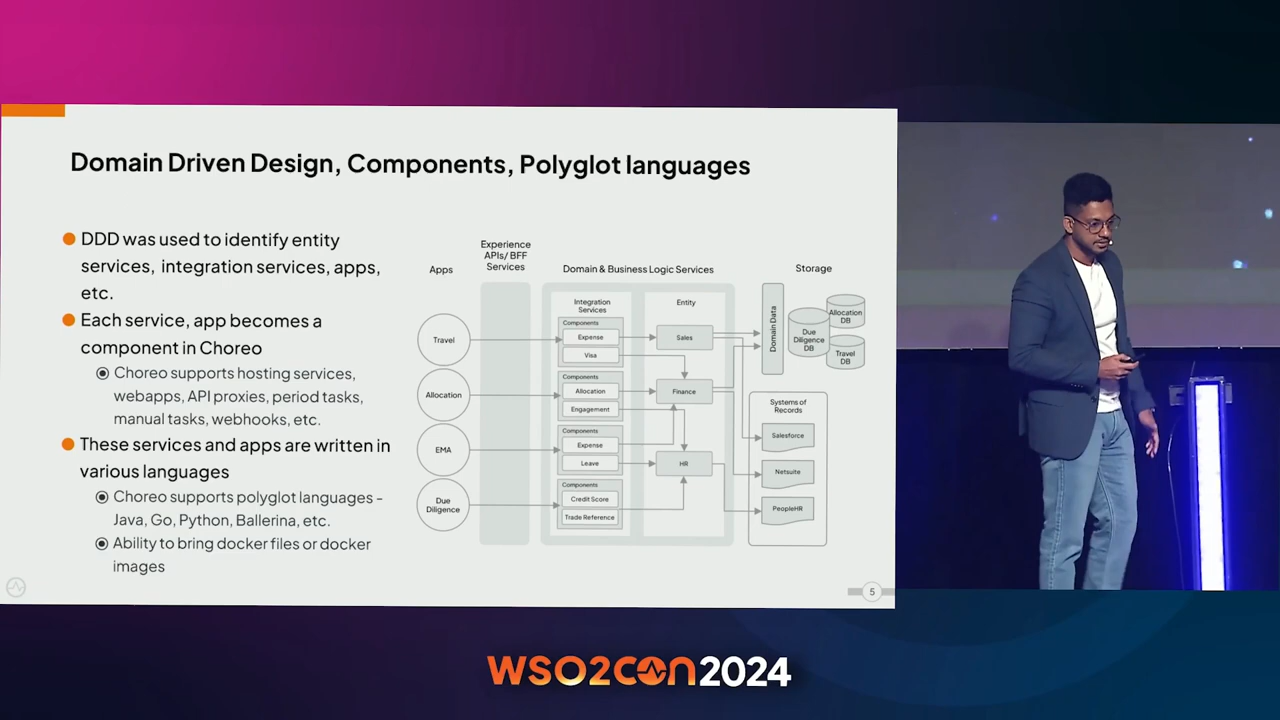 Domain Driven Design, Components, Polyglot languages
DDD was used to identify entity
services, integration services, apps,
etc.
Each service, app becomes a
component in Choreo
Choreo supports hosting services,
webapps, API proxies, period tasks,
manual tasks, webhooks, etc.
These services and apps are written in
various languages
Choreo supports polyglot languages –
Java, Go, Python, Ballerina, etc.
Ability to bring docker files or docker
images
Apps
Experience
APIs/ BFF
Services
Domain & Business Logic Services
Storage
Travel
Allocation
EMA
Due
Diligence
Integration
Services
Components
Expense
Visa
Components
Allocation
Engagement
Components
Expense
Leave
Components
Credit Score
Trade Reference
Entity
Sales
Finance
HR
Domain Data
Due
Diligence
DB
Allocation
DB
Travel
DB
Systems of
Records
Salesforce
Netsuite
PeopleHR
5
WSO2CON2024